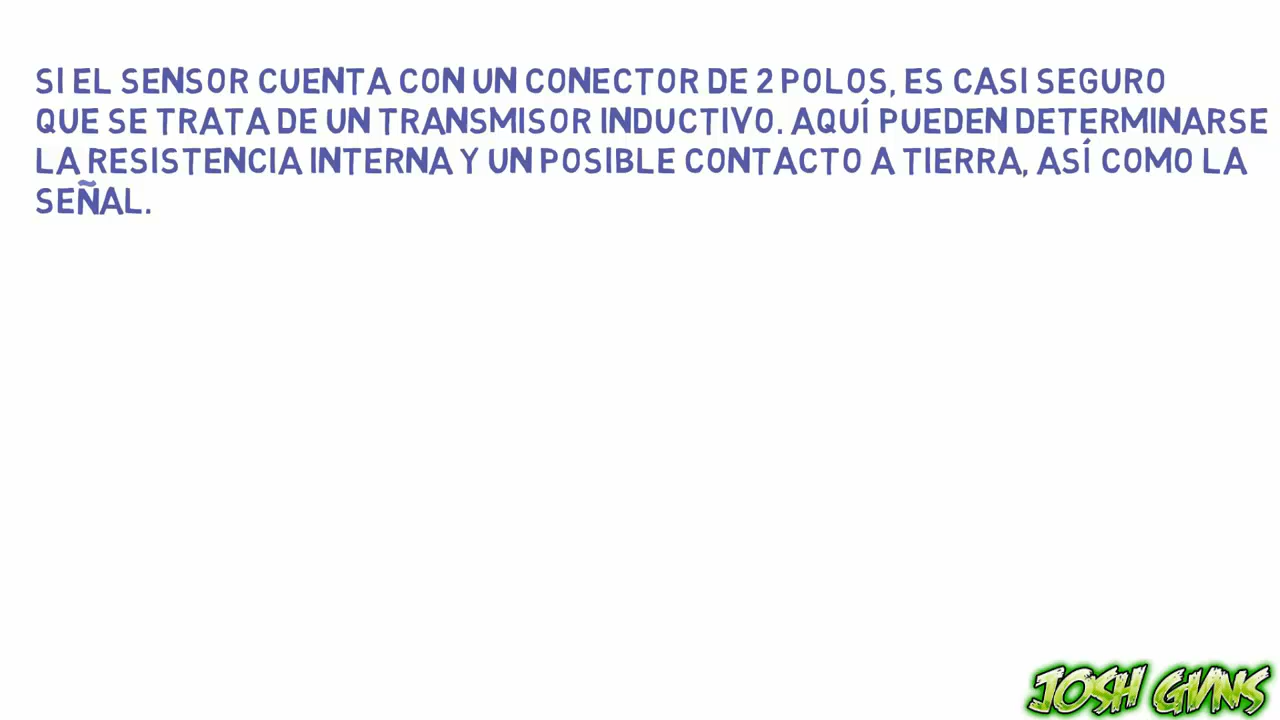 SI EL SENSOR CUENTA CON UN CONECTOR DE 2 POLOS, ES CASI SEGURO
QUE SE TRATA DE UN TRANSMISOR INDUCTIVO. AQUÍ PUEDEN DETERMINARSE
LA RESISTENCIA INTERNA Y UN POSIBLE CONTACTO A TIERRA, ASÍ COMO LA
SEÑAL.
JOSH GVNS